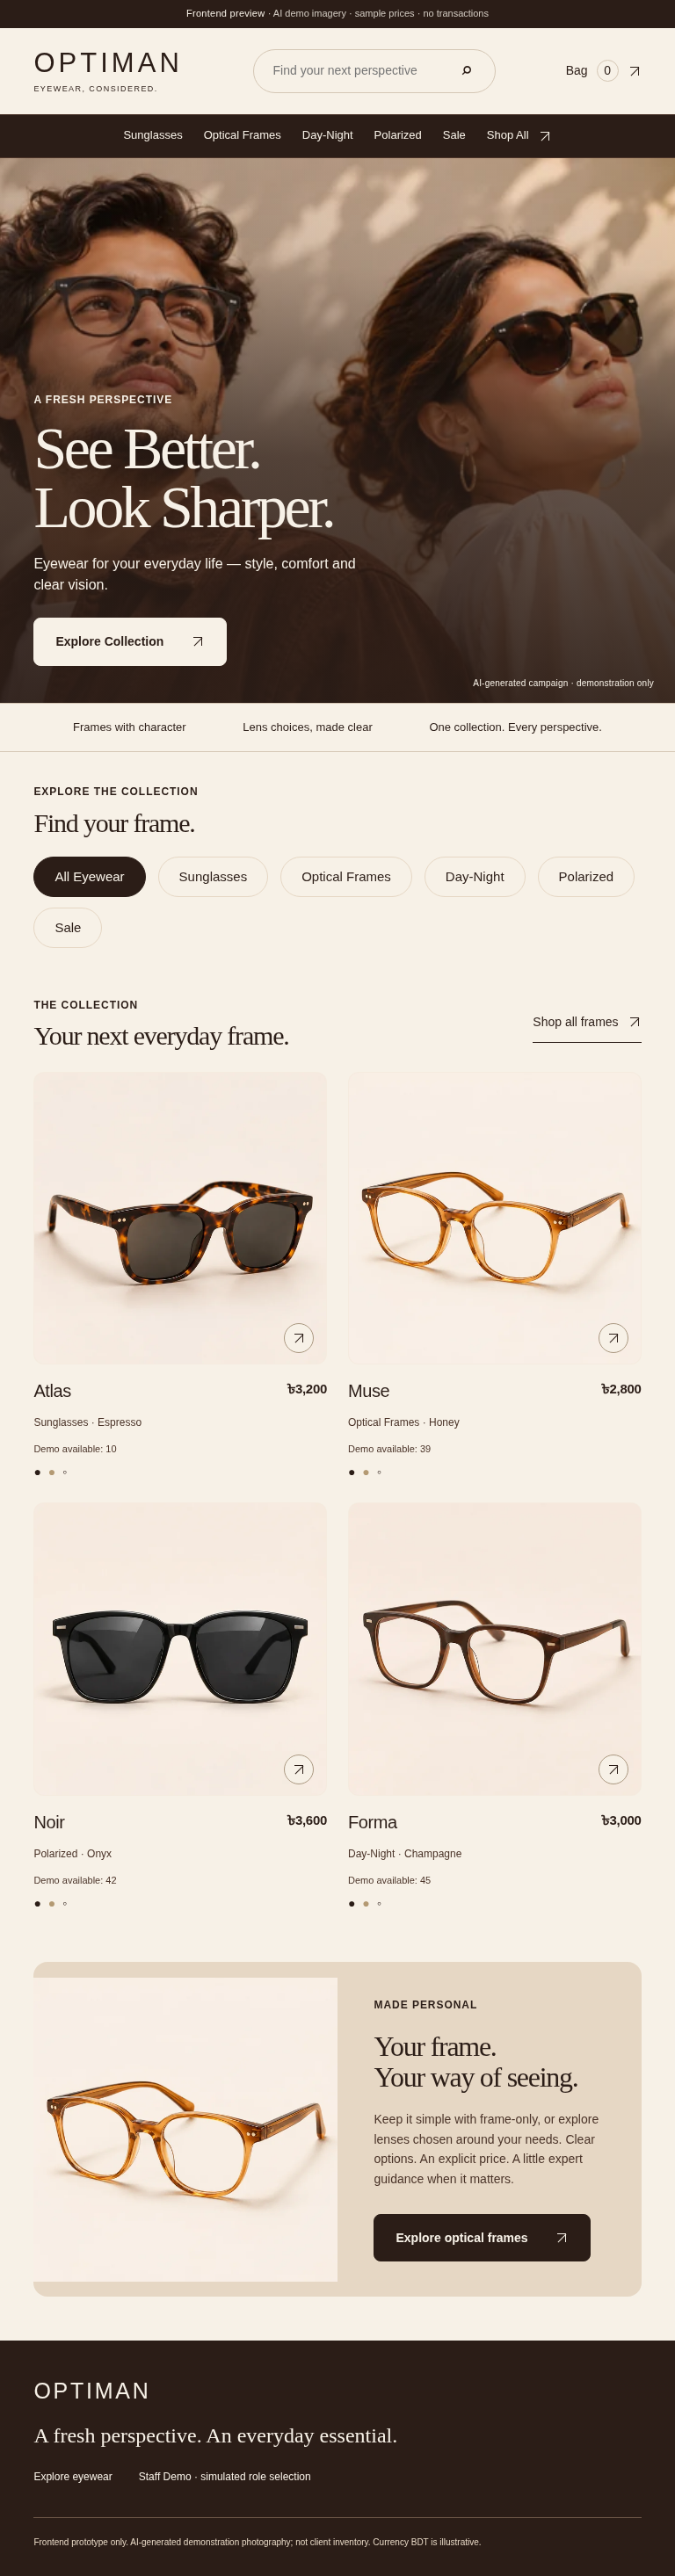 Frontend preview · AI demo imagery · sample prices · no transactions
OPTIMAN
EYEWEAR, CONSIDERED.
Find your next perspective
Bag 0
Sunglasses Optical Frames Day-Night Polarized Sale Shop All
A FRESH PERSPECTIVE
See Better.
Look Sharper.
Eyewear for your everyday life — style, comfort and
clear vision.
Explore Collection
AI-generated campaign · demonstration only
Frames with character Lens choices, made clear One collection. Every perspective.
EXPLORE THE COLLECTION
Find your frame.
All Eyewear Sunglasses Optical Frames Day-Night Polarized
Sale
THE COLLECTION
Your next everyday frame.
Shop all frames
Atlas ৳3,200
Sunglasses · Espresso
Demo available: 10
Muse ৳2,800
Optical Frames · Honey
Demo available: 39
Noir ৳3,600
Polarized · Onyx
Demo available: 42
Forma ৳3,000
Day-Night · Champagne
Demo available: 45
MADE PERSONAL
Your frame.
Your way of seeing.
Keep it simple with frame-only, or explore
lenses chosen around your needs. Clear
options. An explicit price. A little expert
guidance when it matters.
Explore optical frames
OPTIMAN
A fresh perspective. An everyday essential.
Explore eyewear Staff Demo · simulated role selection
Frontend prototype only. AI-generated demonstration photography; not client inventory. Currency BDT is illustrative.